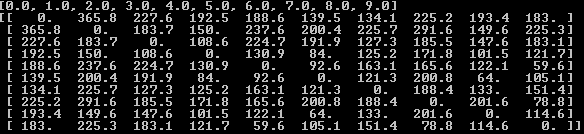 [0.0, 1.0, 2.0, 3.0, 4.0, 5.0, 6.0, 7.0, 8.0, 9.0]
[[ 0. 365.8 227.6 192.5 188.6 139.5 134.1 225.2 193.4 183. ]
[ 365.8 0. 183.7 150. 237.6 200.4 225.7 291.6 149.6 225.3]
[ 227.6 183.7 0. 108.6 224.7 191.9 127.3 185.5 147.6 183.1]
[ 192.5 150. 108.6 0. 130.9 84. 125.2 171.8 101.5 121.7]
[ 188.6 237.6 224.7 130.9 0. 92.6 163.1 165.6 122.1 59.6]
[ 139.5 200.4 191.9 84. 92.6 0. 121.3 200.8 64. 105.1]
[ 134.1 225.7 127.3 125.2 163.1 121.3 0. 188.4 133. 151.4]
[ 225.2 291.6 185.5 171.8 165.6 200.8 188.4 0. 201.6 78.8]
[ 193.4 149.6 147.6 101.5 122.1 64. 133. 201.6 0. 114.6]
[ 183. 225.3 183.1 121.7 59.6 105.1 151.4 78.8 114.6 0. ]]